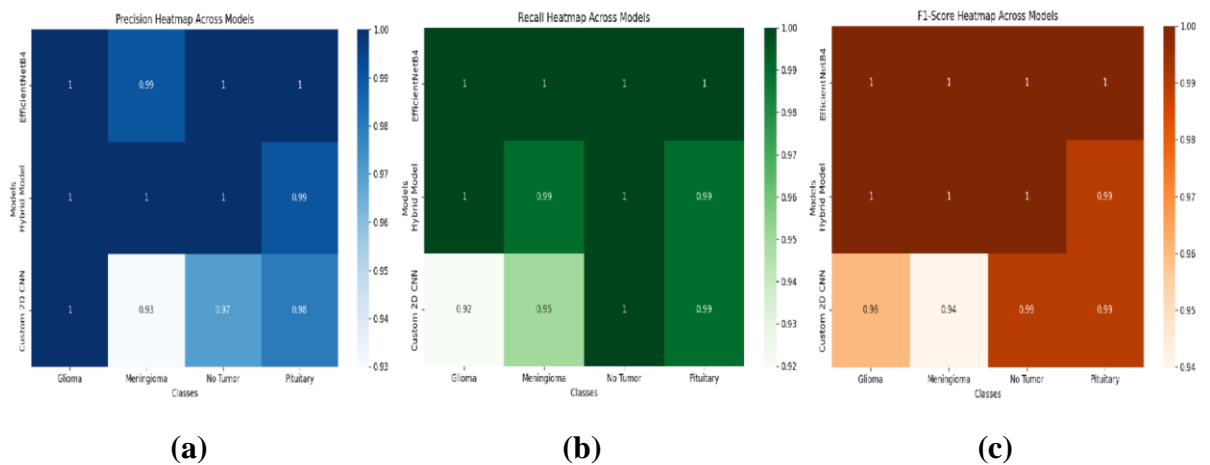 Precision Heatmap Across Models
1.00
0.99
0.98
0.97
0.96
0.95
0.94
0.93
Models
EfficientNetB4
1 0.99 1 1
Hybrid Model
1 1 1 0.99
Custom 2D CNN
1 0.93 0.97 0.98
Glioma Meningioma No Tumor Pituitary
Classes
(a)
Recall Heatmap Across Models
1.00
0.99
0.98
0.97
0.96
0.95
0.94
0.93
0.92
Models
EfficientNetB4
1 1 1 1
Hybrid Model
1 0.99 1 0.99
Custom 2D CNN
0.92 0.95 1 0.99
Glioma Meningioma No Tumor Pituitary
Classes
(b)
F1-Score Heatmap Across Models
1.00
0.99
0.98
0.97
0.96
0.95
0.94
Models
EfficientNetB4
1 1 1 1
Hybrid Model
1 1 1 0.99
Custom 2D CNN
0.96 0.94 0.99 0.99
Glioma Meningioma No Tumor Pituitary
Classes
(c)